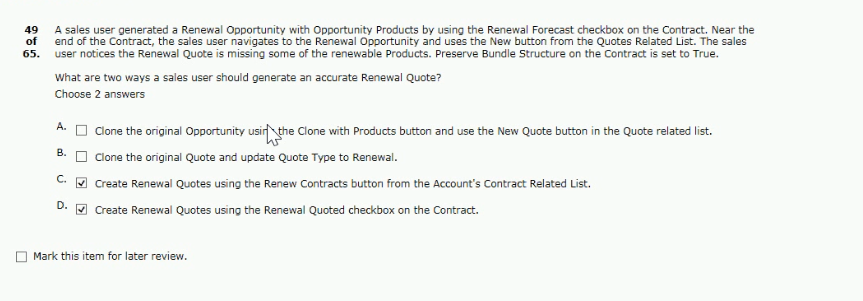 49 A sales user generated a Renewal Opportunity with Opportunity Products by using the Renewal Forecast checkbox on the Contract. Near the
of end of the Contract, the sales user navigates to the Renewal Opportunity and uses the New button from the Quotes Related List. The sales
65. user notices the Renewal Quote is missing some of the renewable Products. Preserve Bundle Structure on the Contract is set to True.
What are two ways a sales user should generate an accurate Renewal Quote?
Choose 2 answers
A. Clone the original Opportunity using the Clone with Products button and use the New Quote button in the Quote related list.
B. Clone the original Quote and update Quote Type to Renewal.
C. Create Renewal Quotes using the Renew Contracts button from the Account's Contract Related List.
D. Create Renewal Quotes using the Renewal Quoted checkbox on the Contract.
Mark this item for later review.